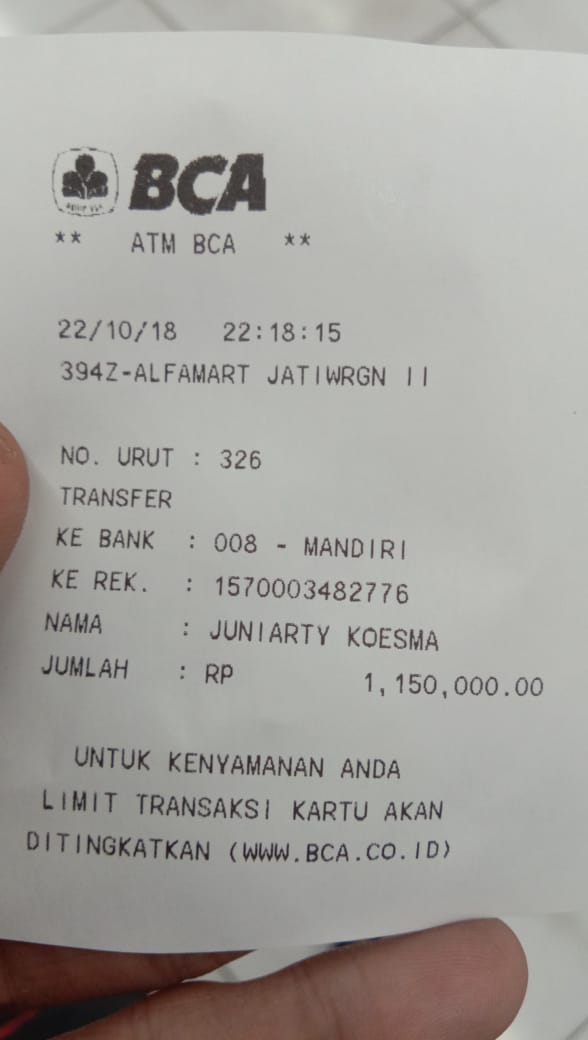 BCA
** ATM BCA **
22/10/18 22:18:15
394Z-ALFAMART JATIWRGN II
NO. URUT : 326
TRANSFER
KE BANK : 008 - MANDIRI
KE REK. : 1570003482776
NAMA : JUNIARTY KOESMA
JUMLAH : RP 1,150,000.00
UNTUK KENYAMANAN ANDA
LIMIT TRANSAKSI KARTU AKAN
DITINGKATKAN (WWW.BCA.CO.ID)